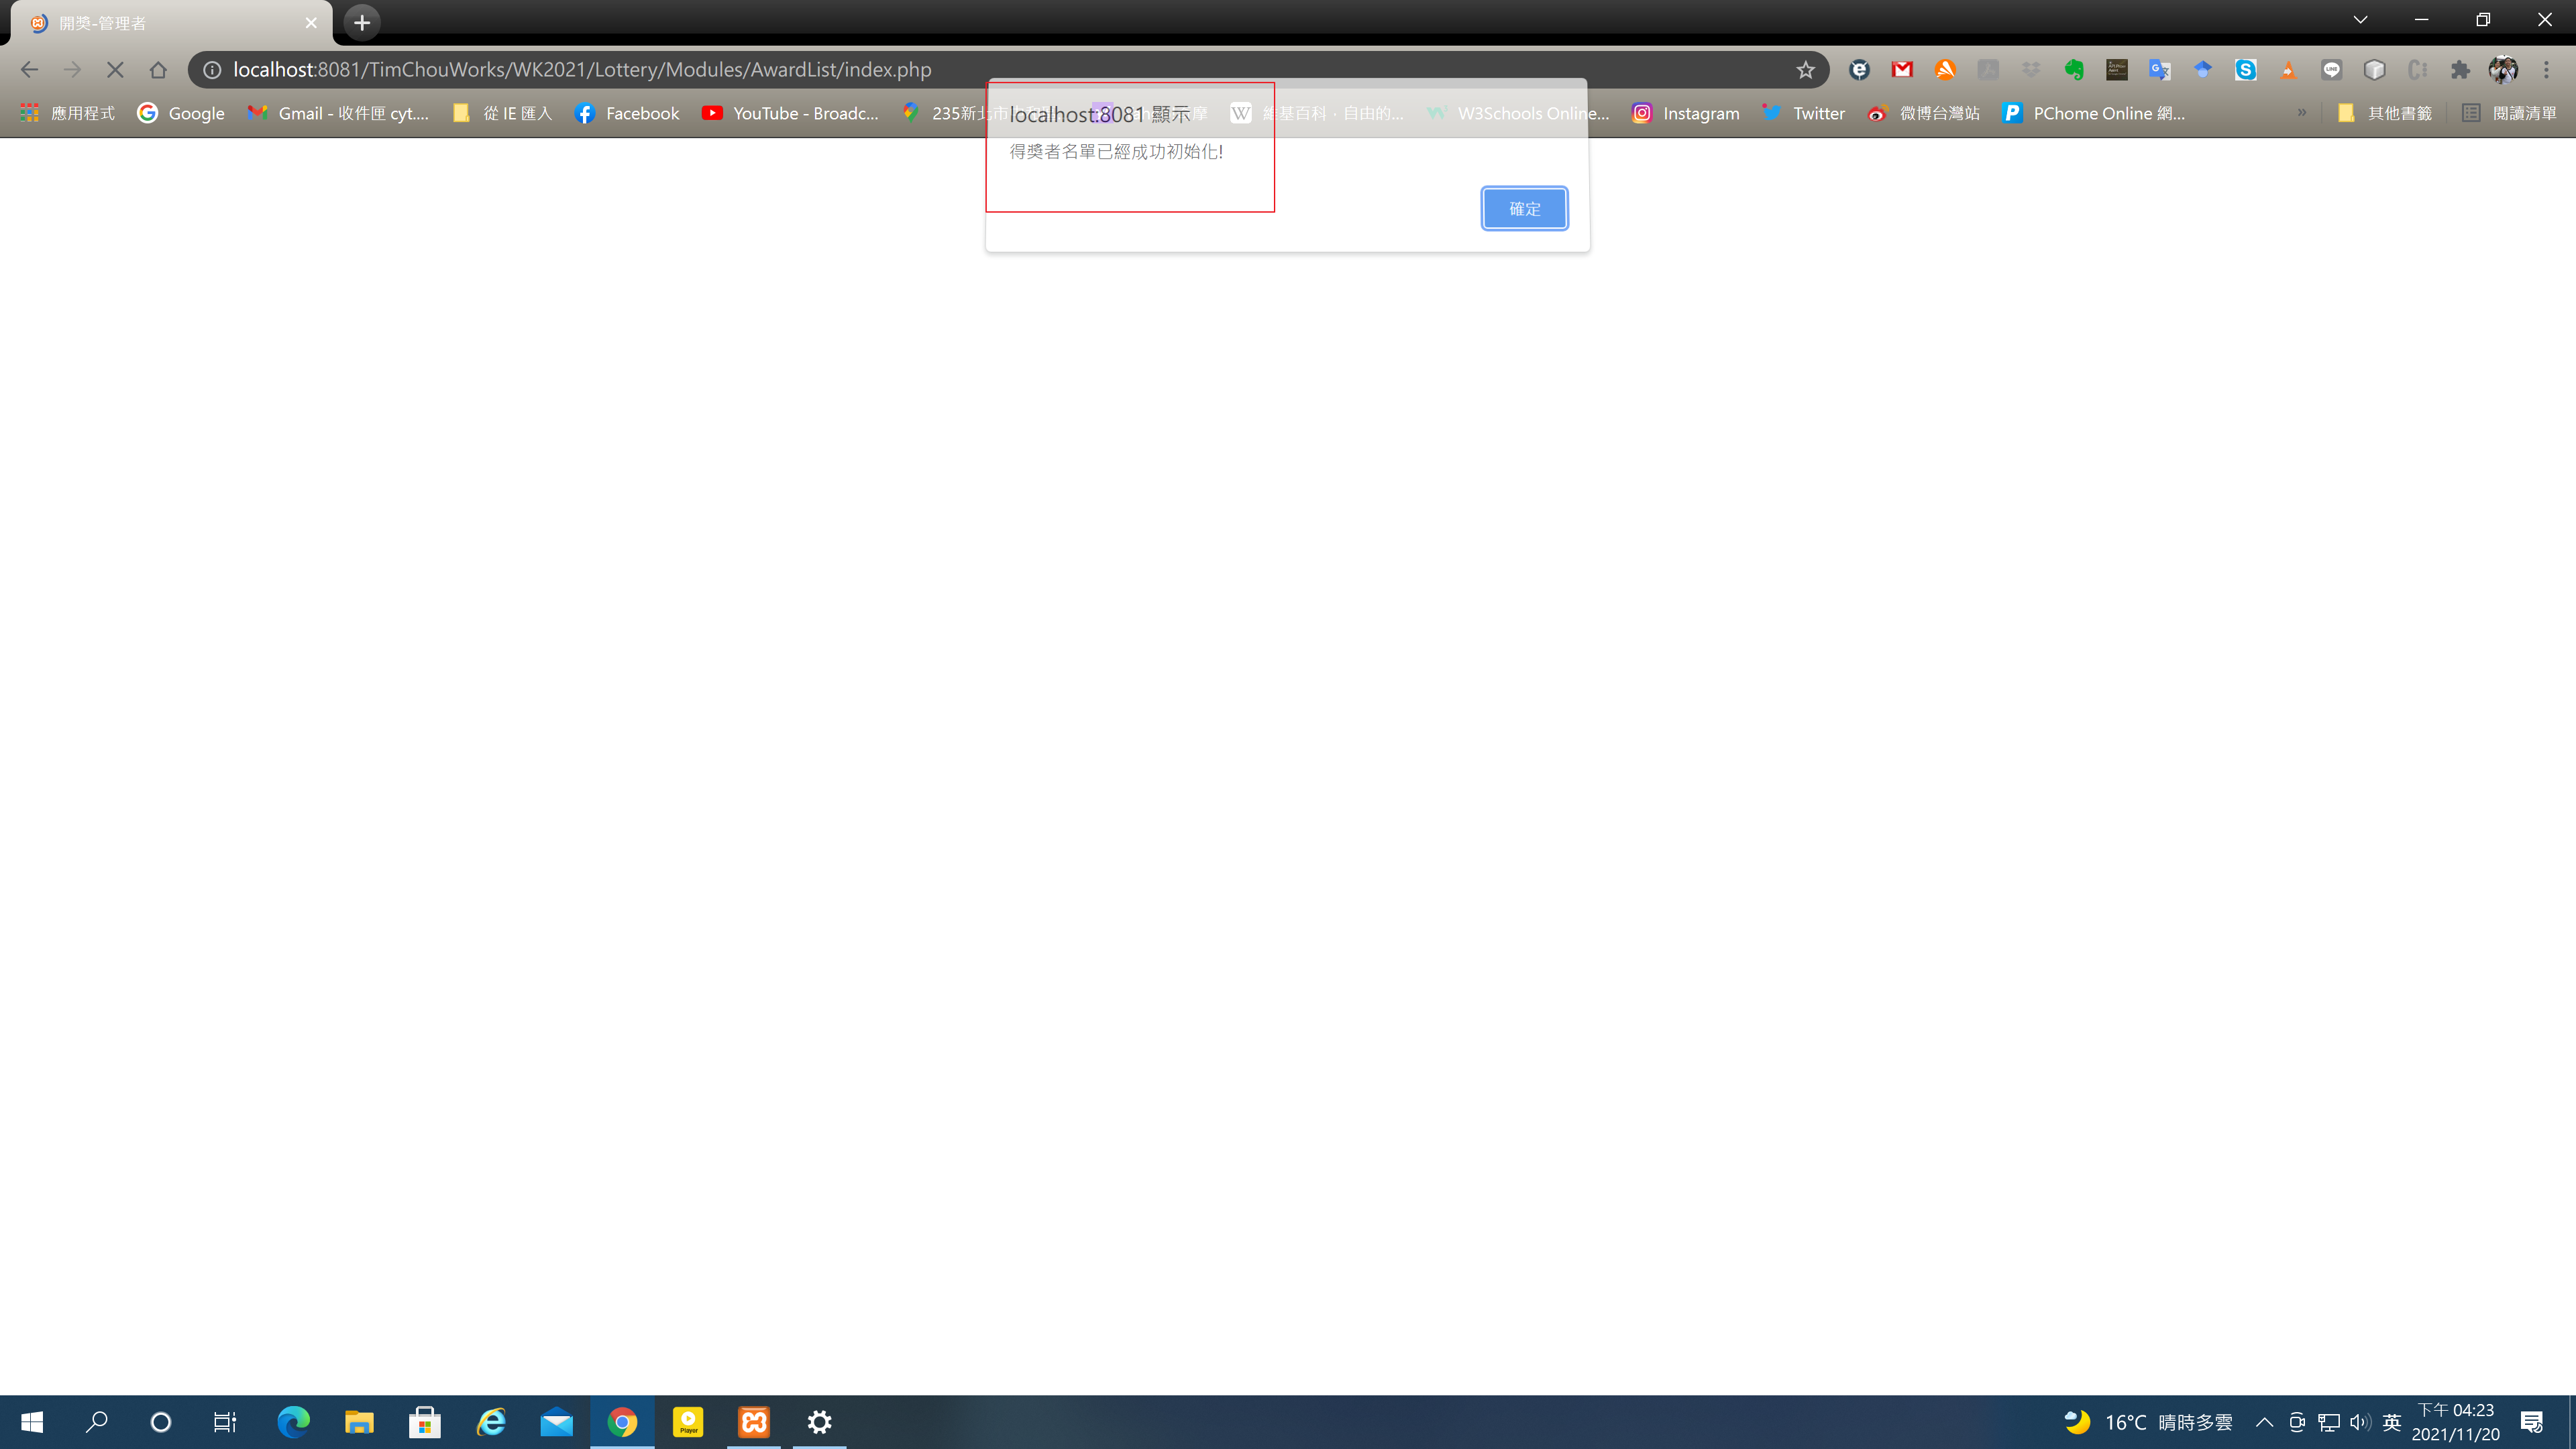 開獎-管理者
localhost:8081/TimChouWorks/WK2021/Lottery/Modules/AwardList/index.php
應用程式 Google Gmail - 收件匣 cyt.... 從 IE 匯入 Facebook YouTube - Broadc... 235新北市 摩 維基百科，自由的... W3Schools Online... Instagram Twitter 微博台灣站 PChome Online 網... » 其他書籤 閱讀清單
localhost:8081 顯示
得獎者名單已經成功初始化!
確定
Player
16°C 晴時多雲 英 下午 04:23
2021/11/20